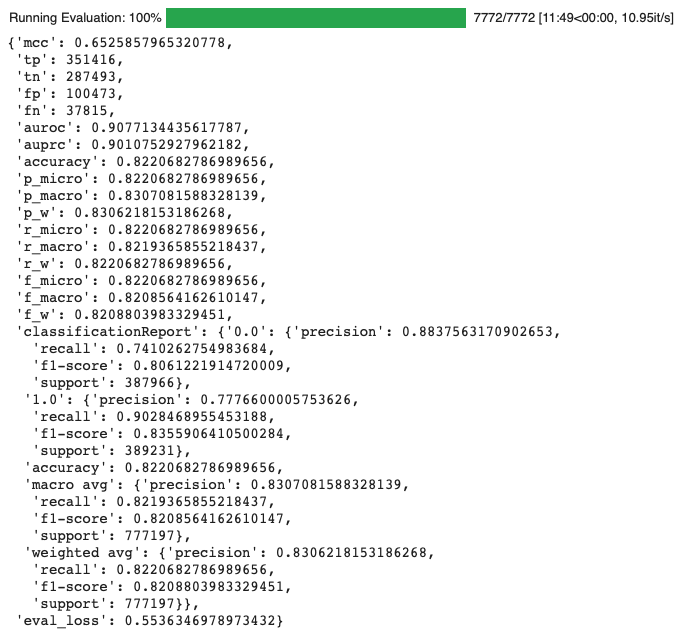 Running Evaluation: 100% 7772/7772 [11:49<00:00, 10.95it/s]
{'mcc': 0.6525857965320778,
'tp': 351416,
'tn': 287493,
'fp': 100473,
'fn': 37815,
'auroc': 0.9077134435617787,
'auprc': 0.9010752927962182,
'accuracy': 0.8220682786989656,
'p_micro': 0.8220682786989656,
'p_macro': 0.8307081588328139,
'p_w': 0.8306218153186268,
'r_micro': 0.8220682786989656,
'r_macro': 0.8219365855218437,
'r_w': 0.8220682786989656,
'f_micro': 0.8220682786989656,
'f_macro': 0.8208564162610147,
'f_w': 0.8208803983329451,
'classificationReport': {'0.0': {'precision': 0.8837563170902653,
'recall': 0.7410262754983684,
'f1-score': 0.8061221914720009,
'support': 387966},
'1.0': {'precision': 0.7776600005753626,
'recall': 0.9028468955453188,
'f1-score': 0.8355906410500284,
'support': 389231},
'accuracy': 0.8220682786989656,
'macro avg': {'precision': 0.8307081588328139,
'recall': 0.8219365855218437,
'f1-score': 0.8208564162610147,
'support': 777197},
'weighted avg': {'precision': 0.8306218153186268,
'recall': 0.8220682786989656,
'f1-score': 0.8208803983329451,
'support': 777197}},
'eval_loss': 0.5536346978973432}